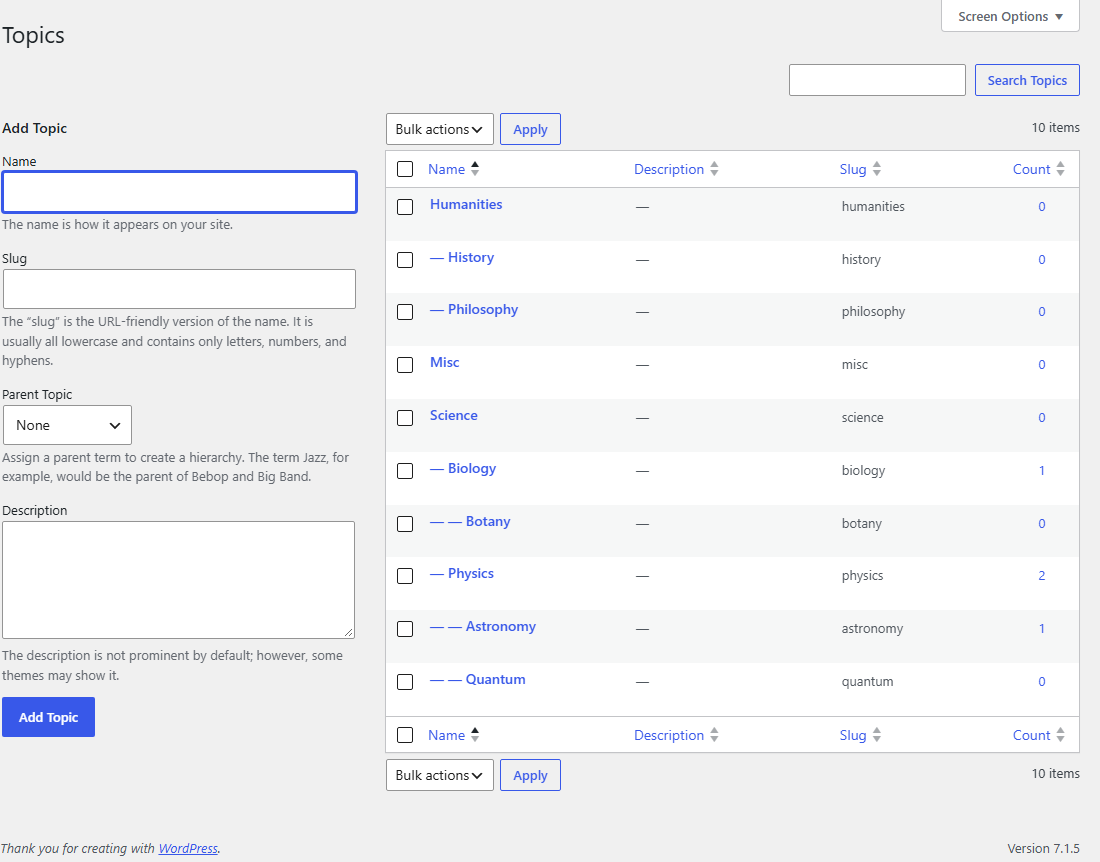 Screen Options ▼
Topics
Search Topics
Add Topic
Name
The name is how it appears on your site.
Slug
The “slug” is the URL-friendly version of the name. It is
usually all lowercase and contains only letters, numbers, and
hyphens.
Parent Topic
None
Assign a parent term to create a hierarchy. The term Jazz, for
example, would be the parent of Bebop and Big Band.
Description
The description is not prominent by default; however, some
themes may show it.
Add Topic
Bulk actions Apply 10 items
Name Description Slug Count
Humanities — humanities 0
— History — history 0
— Philosophy — philosophy 0
Misc — misc 0
Science — science 0
— Biology — biology 1
— — Botany — botany 0
— Physics — physics 2
— — Astronomy — astronomy 1
— — Quantum — quantum 0
Name Description Slug Count
Bulk actions Apply 10 items
Thank you for creating with WordPress. Version 7.1.5